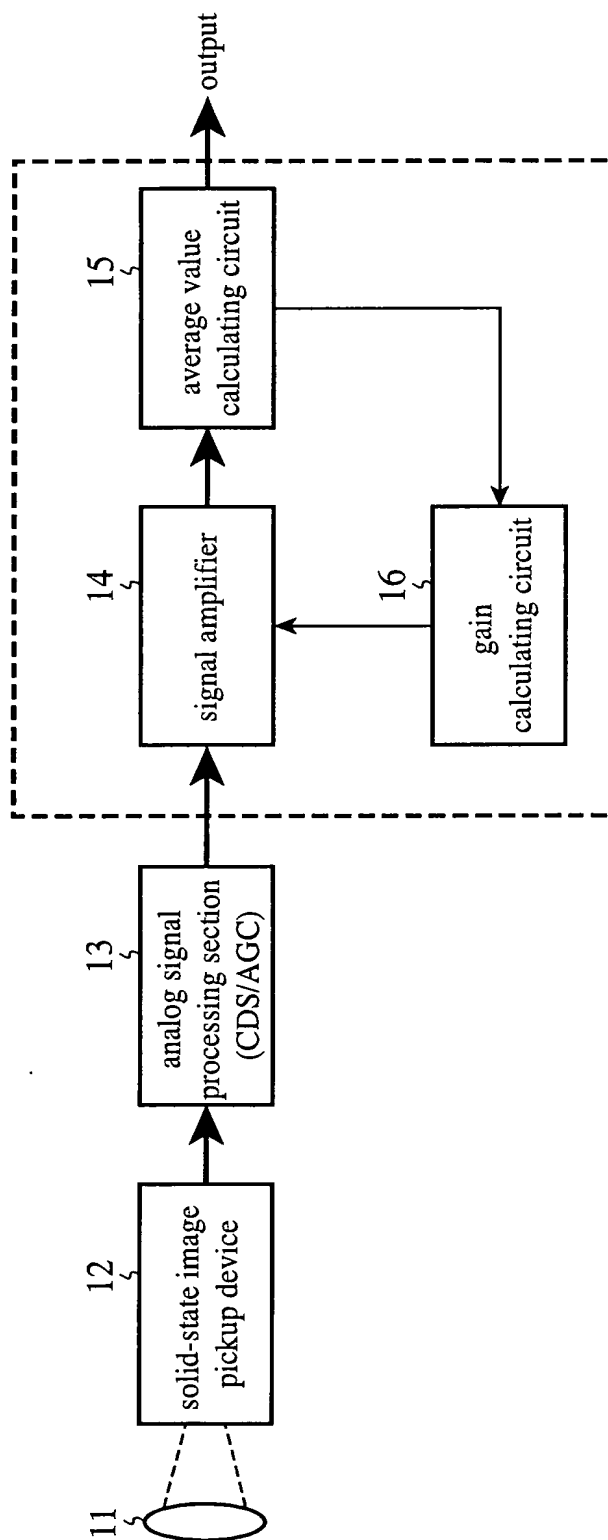 11
12
solid-state image
pickup device
13
analog signal
processing section
(CDS/AGC)
14
signal amplifier
15
average value
calculating circuit
output
16
gain
calculating circuit